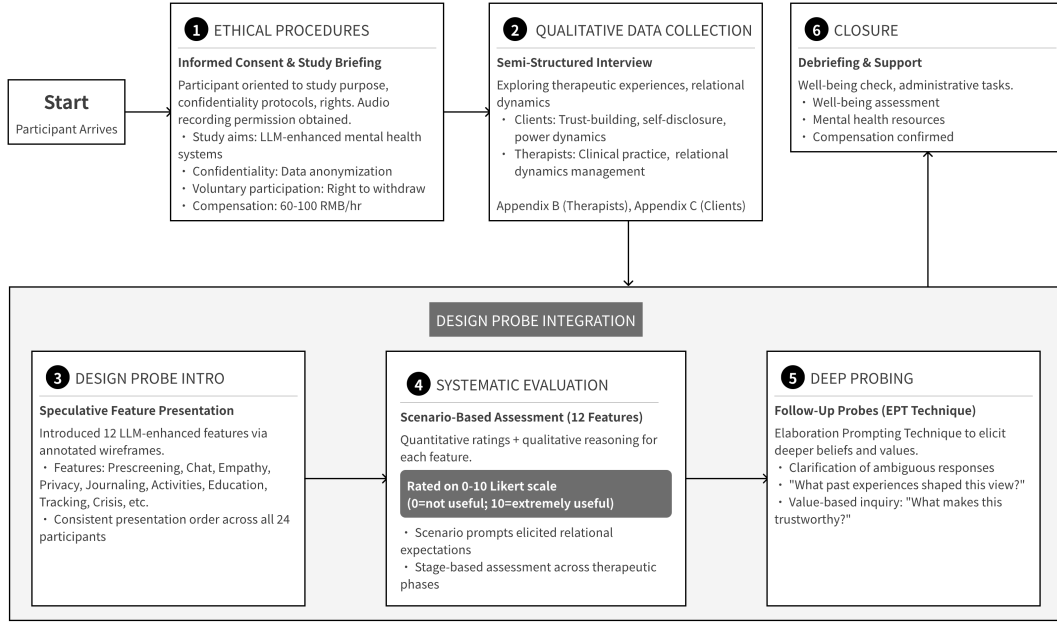 Start
Participant Arrives
1 ETHICAL PROCEDURES
Informed Consent & Study Briefing
Participant oriented to study purpose,
confidentiality protocols, rights. Audio
recording permission obtained.
・ Study aims: LLM-enhanced mental health
systems
・ Confidentiality: Data anonymization
・ Voluntary participation: Right to withdraw
・ Compensation: 60-100 RMB/hr
2 QUALITATIVE DATA COLLECTION
Semi-Structured Interview
Exploring therapeutic experiences, relational
dynamics
・ Clients: Trust-building, self-disclosure,
power dynamics
・ Therapists: Clinical practice, relational
dynamics management
Appendix B (Therapists), Appendix C (Clients)
6 CLOSURE
Debriefing & Support
Well-being check, administrative tasks.
・ Well-being assessment
・ Mental health resources
・ Compensation confirmed
DESIGN PROBE INTEGRATION
3 DESIGN PROBE INTRO
Speculative Feature Presentation
Introduced 12 LLM-enhanced features via
annotated wireframes.
・ Features: Prescreening, Chat, Empathy,
Privacy, Journaling, Activities, Education,
Tracking, Crisis, etc.
・ Consistent presentation order across all 24
participants
4 SYSTEMATIC EVALUATION
Scenario-Based Assessment (12 Features)
Quantitative ratings + qualitative reasoning for
each feature.
Rated on 0-10 Likert scale
(0=not useful; 10=extremely useful)
・ Scenario prompts elicited relational
expectations
・ Stage-based assessment across therapeutic
phases
5 DEEP PROBING
Follow-Up Probes (EPT Technique)
Elaboration Prompting Technique to elicit
deeper beliefs and values.
・ Clarification of ambiguous responses
・ "What past experiences shaped this view?"
・ Value-based inquiry: "What makes this
trustworthy?"